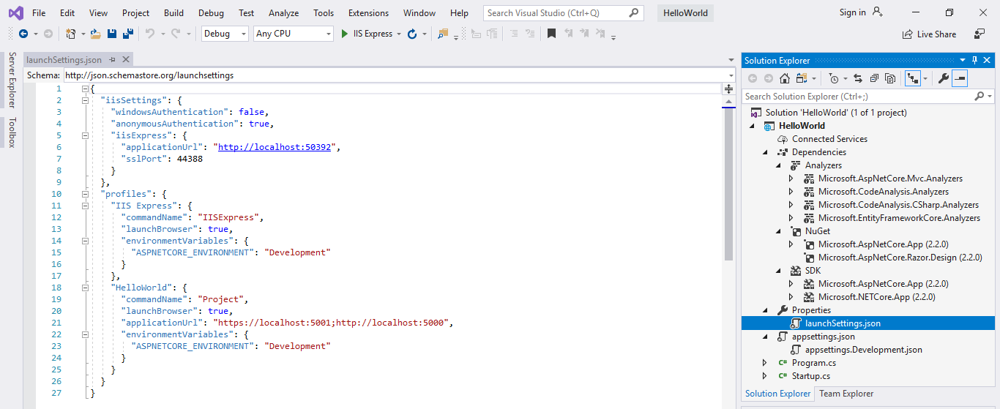 File Edit View Project Build Debug Test Analyze Tools Extensions Window Help Search Visual Studio (Ctrl+Q) HelloWorld Sign in
Debug Any CPU IIS Express Live Share
Server Explorer
Toolbox
launchSettings.json
Schema: http://json.schemastore.org/launchsettings
1 {
2 "iisSettings": {
3 "windowsAuthentication": false,
4 "anonymousAuthentication": true,
5 "iisExpress": {
6 "applicationUrl": "http://localhost:50392",
7 "sslPort": 44388
8 }
9 },
10 "profiles": {
11 "IIS Express": {
12 "commandName": "IISExpress",
13 "launchBrowser": true,
14 "environmentVariables": {
15 "ASPNETCORE_ENVIRONMENT": "Development"
16 }
17 },
18 "HelloWorld": {
19 "commandName": "Project",
20 "launchBrowser": true,
21 "applicationUrl": "https://localhost:5001;http://localhost:5000",
22 "environmentVariables": {
23 "ASPNETCORE_ENVIRONMENT": "Development"
24 }
25 }
26 }
27 }
Solution Explorer
Search Solution Explorer (Ctrl+;)
Solution 'HelloWorld' (1 of 1 project)
HelloWorld
Connected Services
Dependencies
Analyzers
Microsoft.AspNetCore.Mvc.Analyzers
Microsoft.CodeAnalysis.Analyzers
Microsoft.CodeAnalysis.CSharp.Analyzers
Microsoft.EntityFrameworkCore.Analyzers
NuGet
Microsoft.AspNetCore.App (2.2.0)
Microsoft.AspNetCore.Razor.Design (2.2.0)
SDK
Microsoft.AspNetCore.App (2.2.0)
Microsoft.NETCore.App (2.2.0)
Properties
launchSettings.json
appsettings.json
appsettings.Development.json
C# Program.cs
C# Startup.cs
Solution Explorer Team Explorer